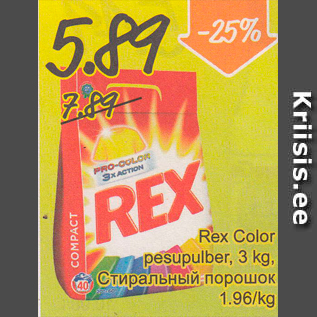 5.89
-25%
7.89
PRO-COLOR
3X ACTION
REX
COMPACT
40
Rex Color
pesupulber, 3 kg,
Стиральный порошок
1.96/kg
Kriisis.ee